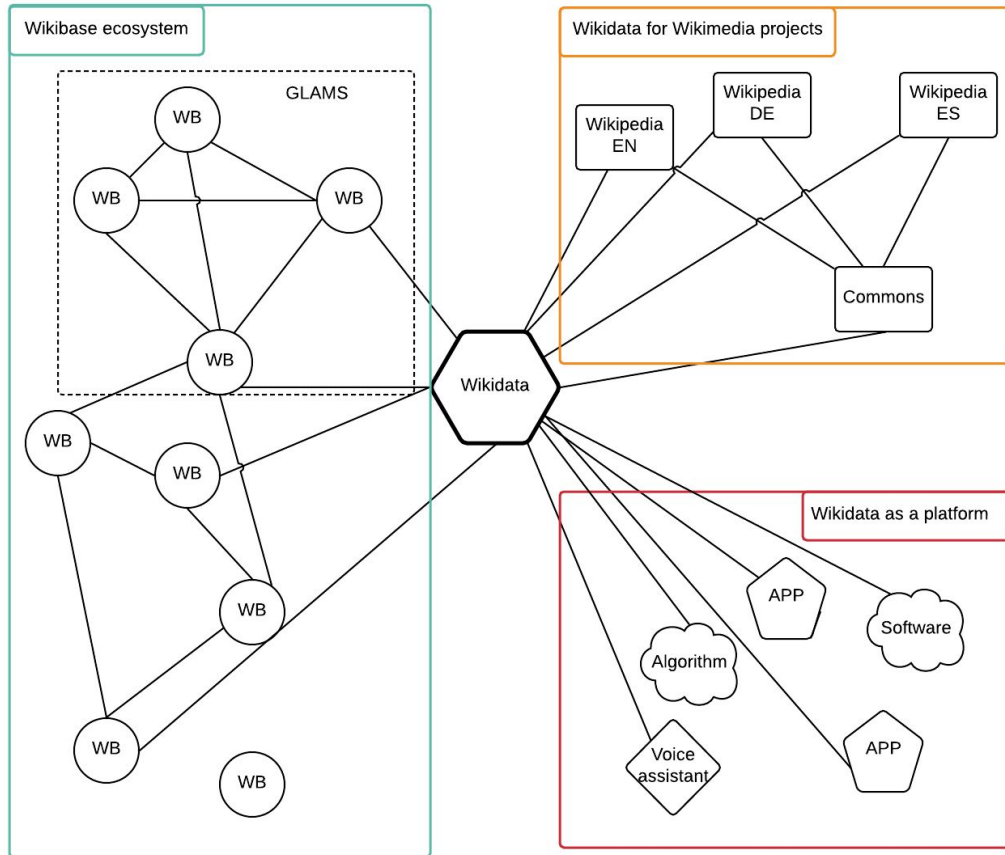 Wikibase ecosystem
GLAMS
WB
WB
WB
WB
WB
WB
WB
WB
WB
Wikidata
Wikidata for Wikimedia projects
Wikipedia
EN
Wikipedia
DE
Wikipedia
ES
Commons
Wikidata as a platform
APP
Software
Algorithm
Voice
assistant
APP